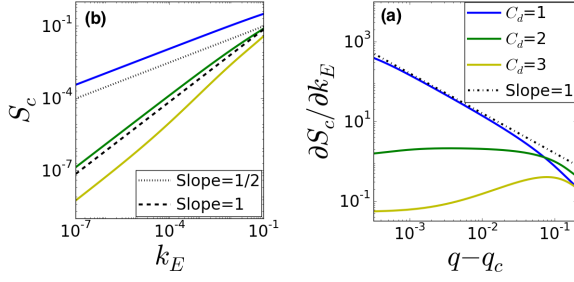 (b)
S_c
10^-1
10^-4
10^-7
Slope=1/2
Slope=1
10^-7
10^-4
10^-1
k_E
(a)
C_d=1
C_d=2
C_d=3
Slope=1
∂S_c/∂k_E
10^3
10^1
10^-1
10^-3
10^-2
10^-1
q−q_c